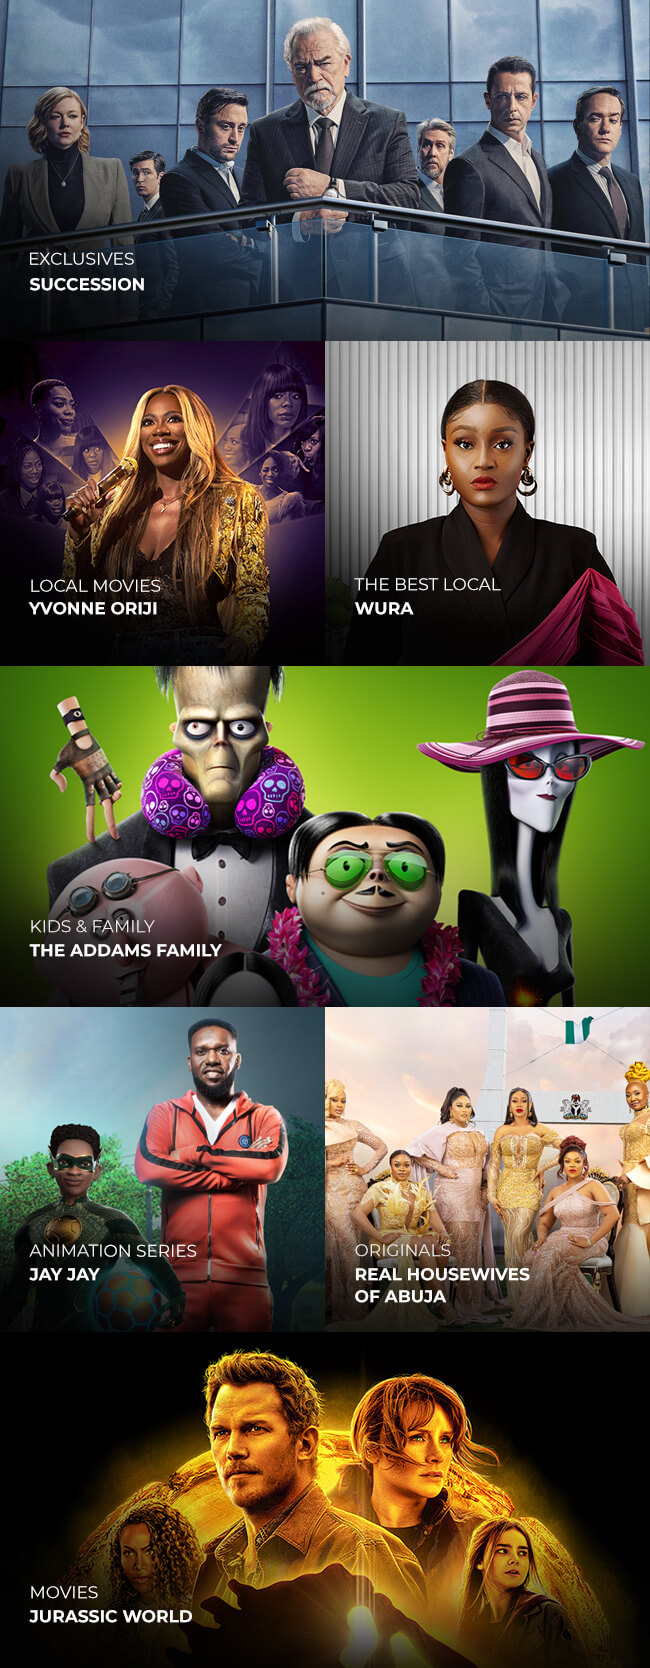 EXCLUSIVES
SUCCESSION
LOCAL MOVIES
YVONNE ORIJI
THE BEST LOCAL
WURA
KIDS & FAMILY
THE ADDAMS FAMILY
ANIMATION SERIES
JAY JAY
ORIGINALS
REAL HOUSEWIVES
OF ABUJA
MOVIES
JURASSIC WORLD